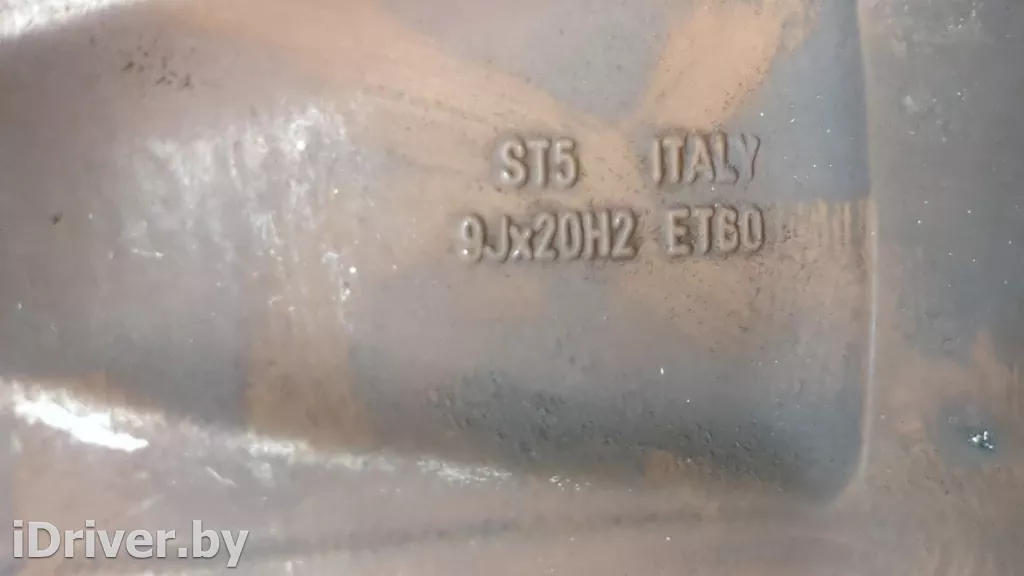 ST5 ITALY
9Jx20H2 ET60
iDriver.by